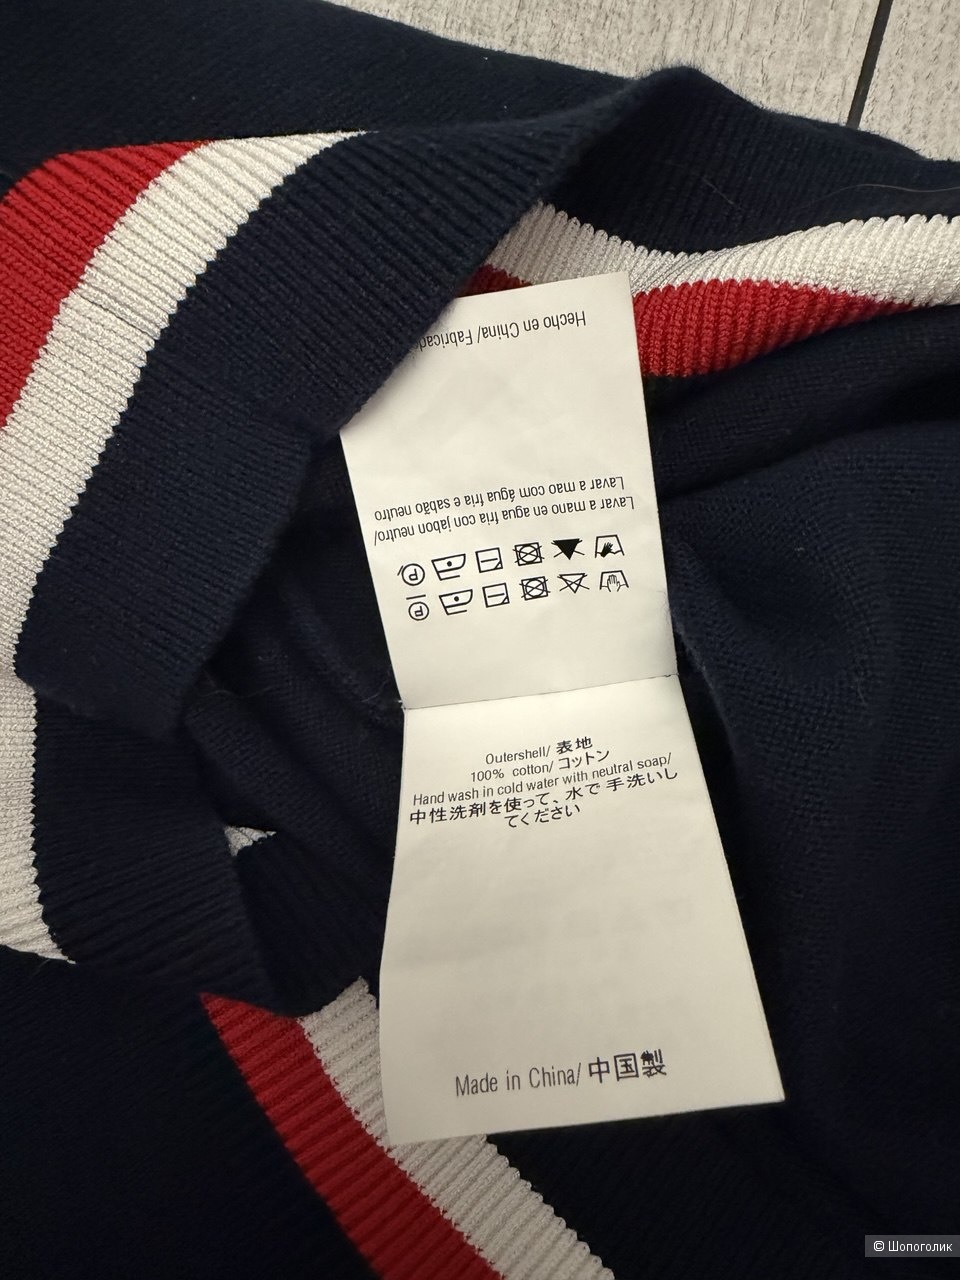 Hecho en China/ Fabricad
Lavar a mano en agua fria con jabon neutro/
Lavar a mao com água fria e sabão neutro
Outershell/ 表地
100% cotton/ コットン
Hand wash in cold water with neutral soap/
中性洗剤を使って、水で 手洗いし
てください
Made in China/ 中国製
© Шопоголик